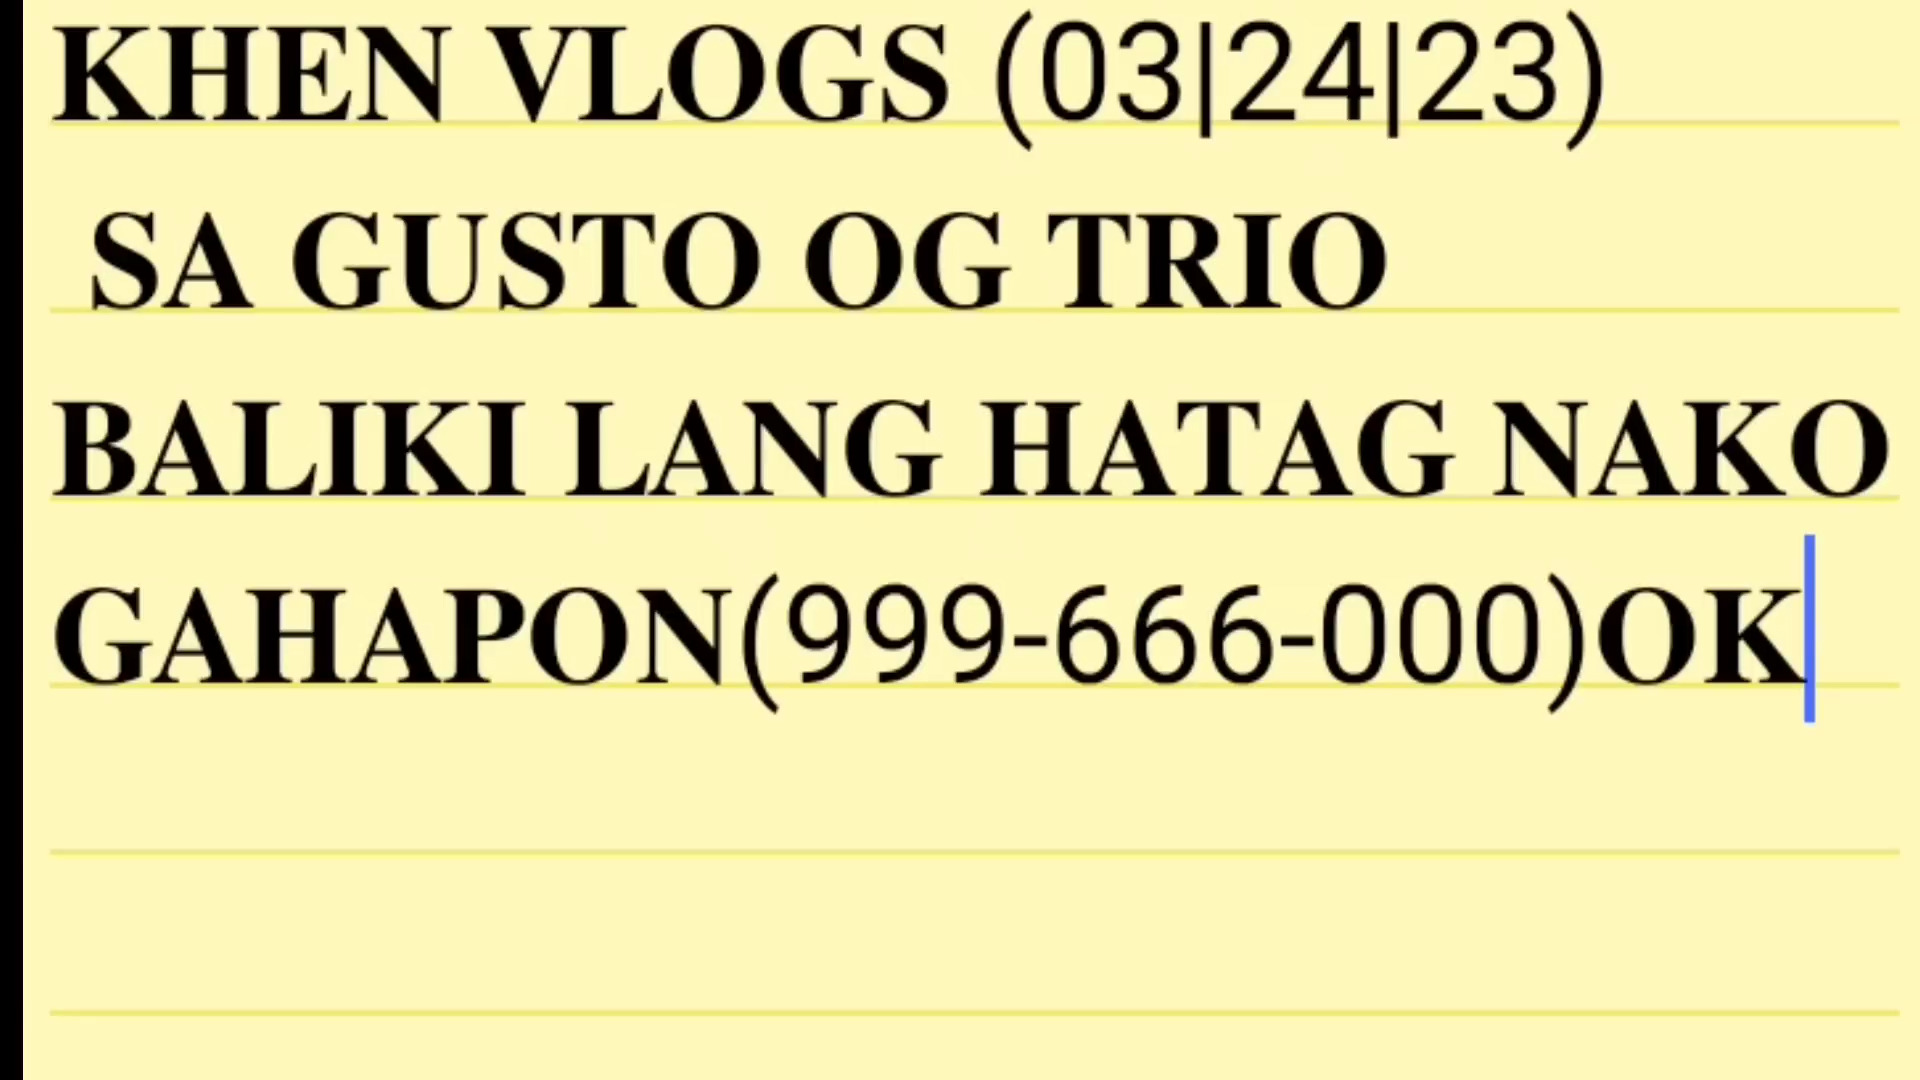 KHEN VLOGS (03|24|23)
SA GUSTO OG TRIO
BALIKI LANG HATAG NAKO
GAHAPON(999-666-000)OK